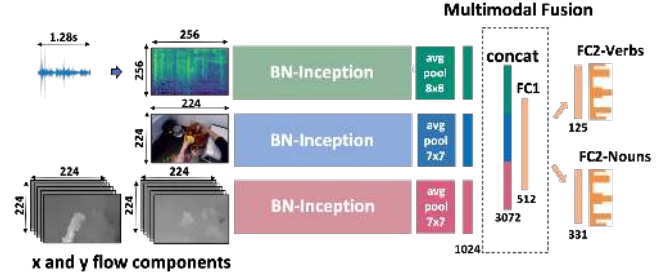 Multimodal Fusion
1.28s
256
256
BN-Inception
avg
pool
8x8
concat
FC1
FC2-Verbs
125
224
224
BN-Inception
avg
pool
7x7
224
224
224
224
BN-Inception
avg
pool
7x7
1024
3072
512
FC2-Nouns
331
x and y flow components